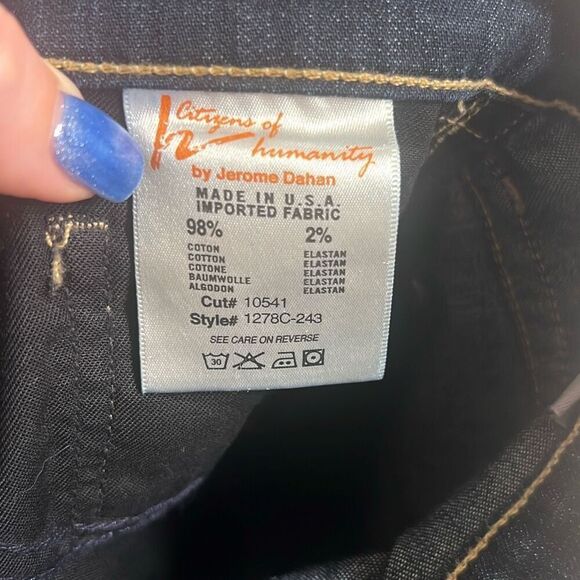 Citizens of
humanity
by Jerome Dahan
MADE IN U.S.A.
IMPORTED FABRIC
98% 2%
COTON ELASTAN
COTTON ELASTAN
COTONE ELASTAN
BAUMWOLLE ELASTAN
ALGODON ELASTAN
Cut# 10541
Style# 1278C-243
SEE CARE ON REVERSE
30